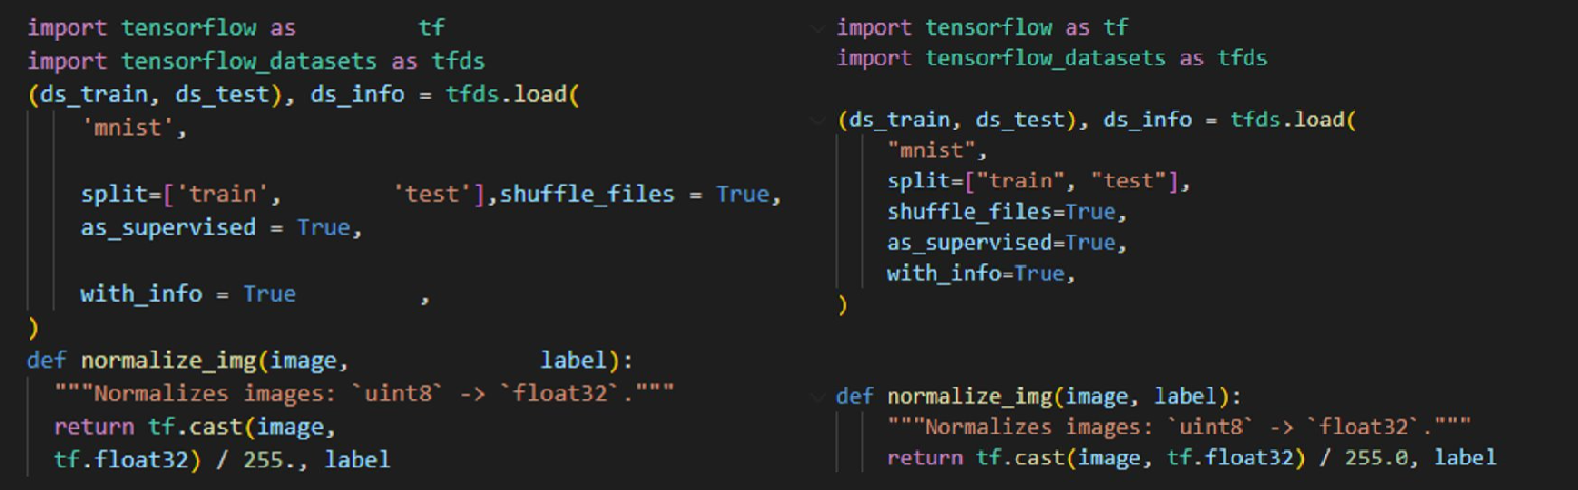 import tensorflow as tf
import tensorflow_datasets as tfds
(ds_train, ds_test), ds_info = tfds.load(
'mnist',
split=['train', 'test'],shuffle_files = True,
as_supervised = True,
with_info = True ,
)
def normalize_img(image, label):
"""Normalizes images: `uint8` -> `float32`."""
return tf.cast(image,
tf.float32) / 255., label
import tensorflow as tf
import tensorflow_datasets as tfds
(ds_train, ds_test), ds_info = tfds.load(
"mnist",
split=["train", "test"],
shuffle_files=True,
as_supervised=True,
with_info=True,
)
def normalize_img(image, label):
"""Normalizes images: `uint8` -> `float32`."""
return tf.cast(image, tf.float32) / 255.0, label